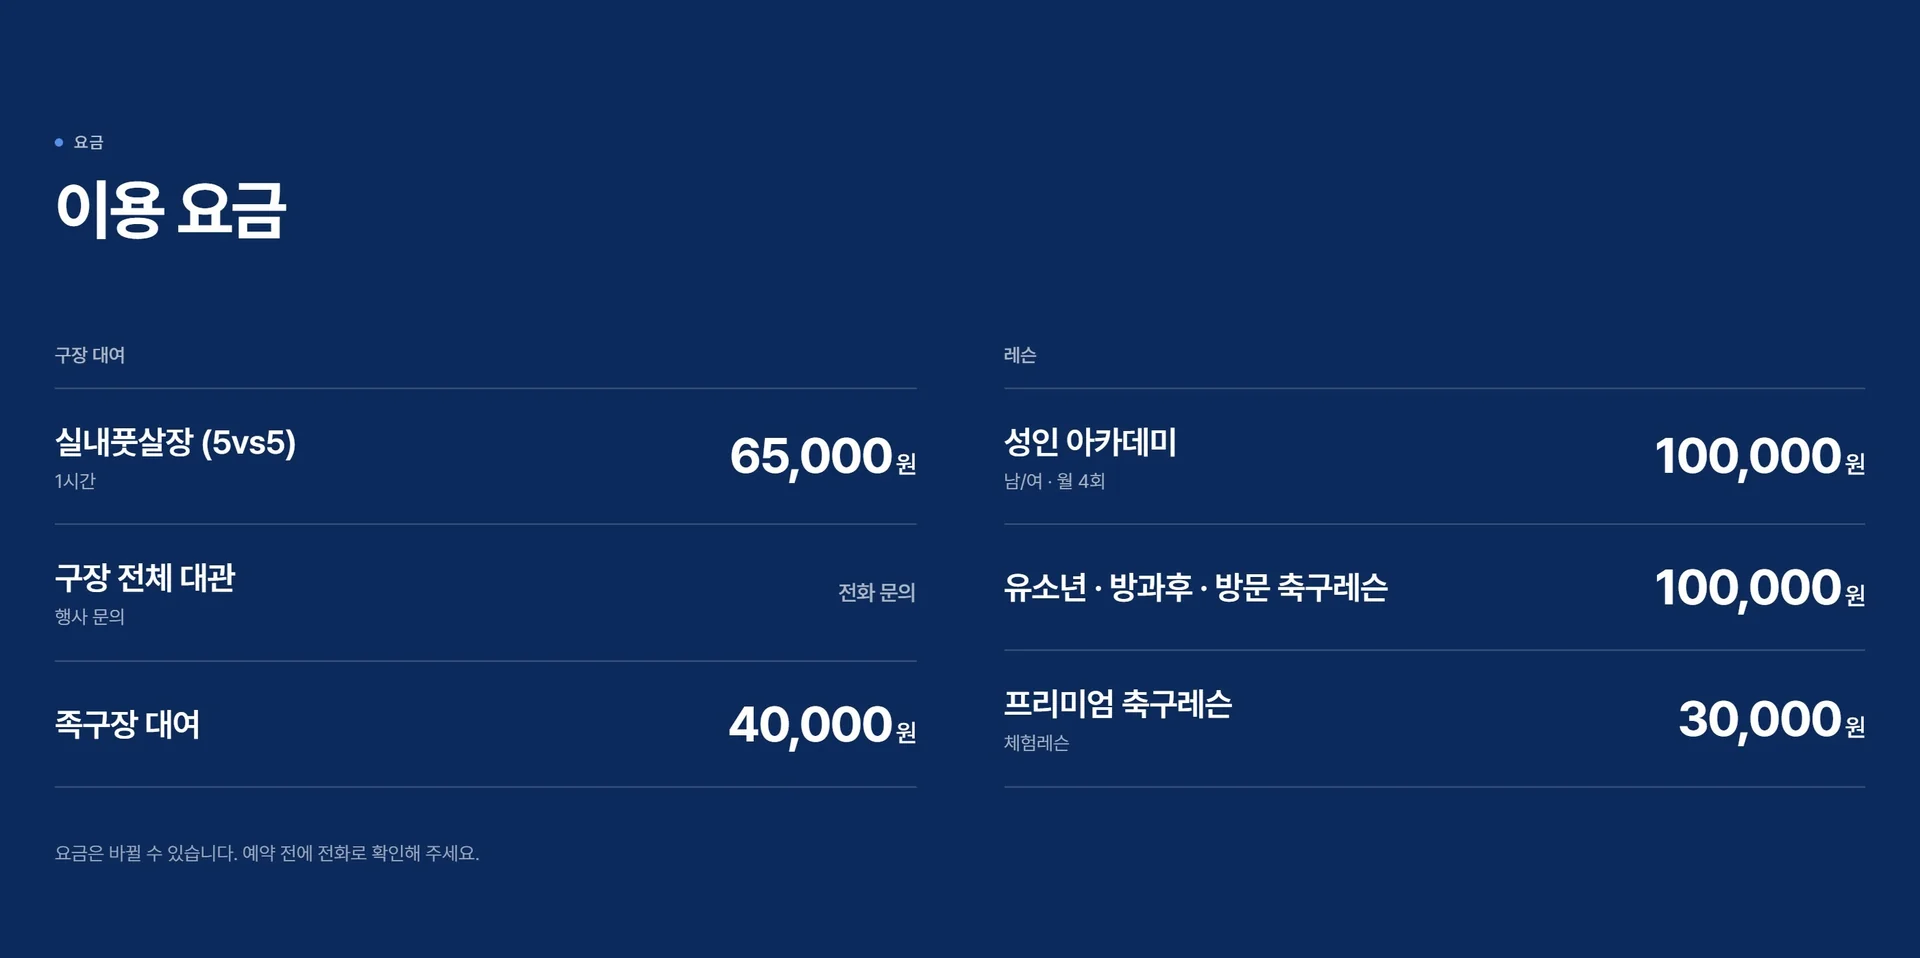 요금
이용 요금
구장 대여
실내풋살장 (5vs5)
1시간
65,000원
구장 전체 대관
행사 문의
전화 문의
족구장 대여
40,000원
레슨
성인 아카데미
남/여 · 월 4회
100,000원
유소년 · 방과후 · 방문 축구레슨
100,000원
프리미엄 축구레슨
체험레슨
30,000원
요금은 바뀔 수 있습니다. 예약 전에 전화로 확인해 주세요.